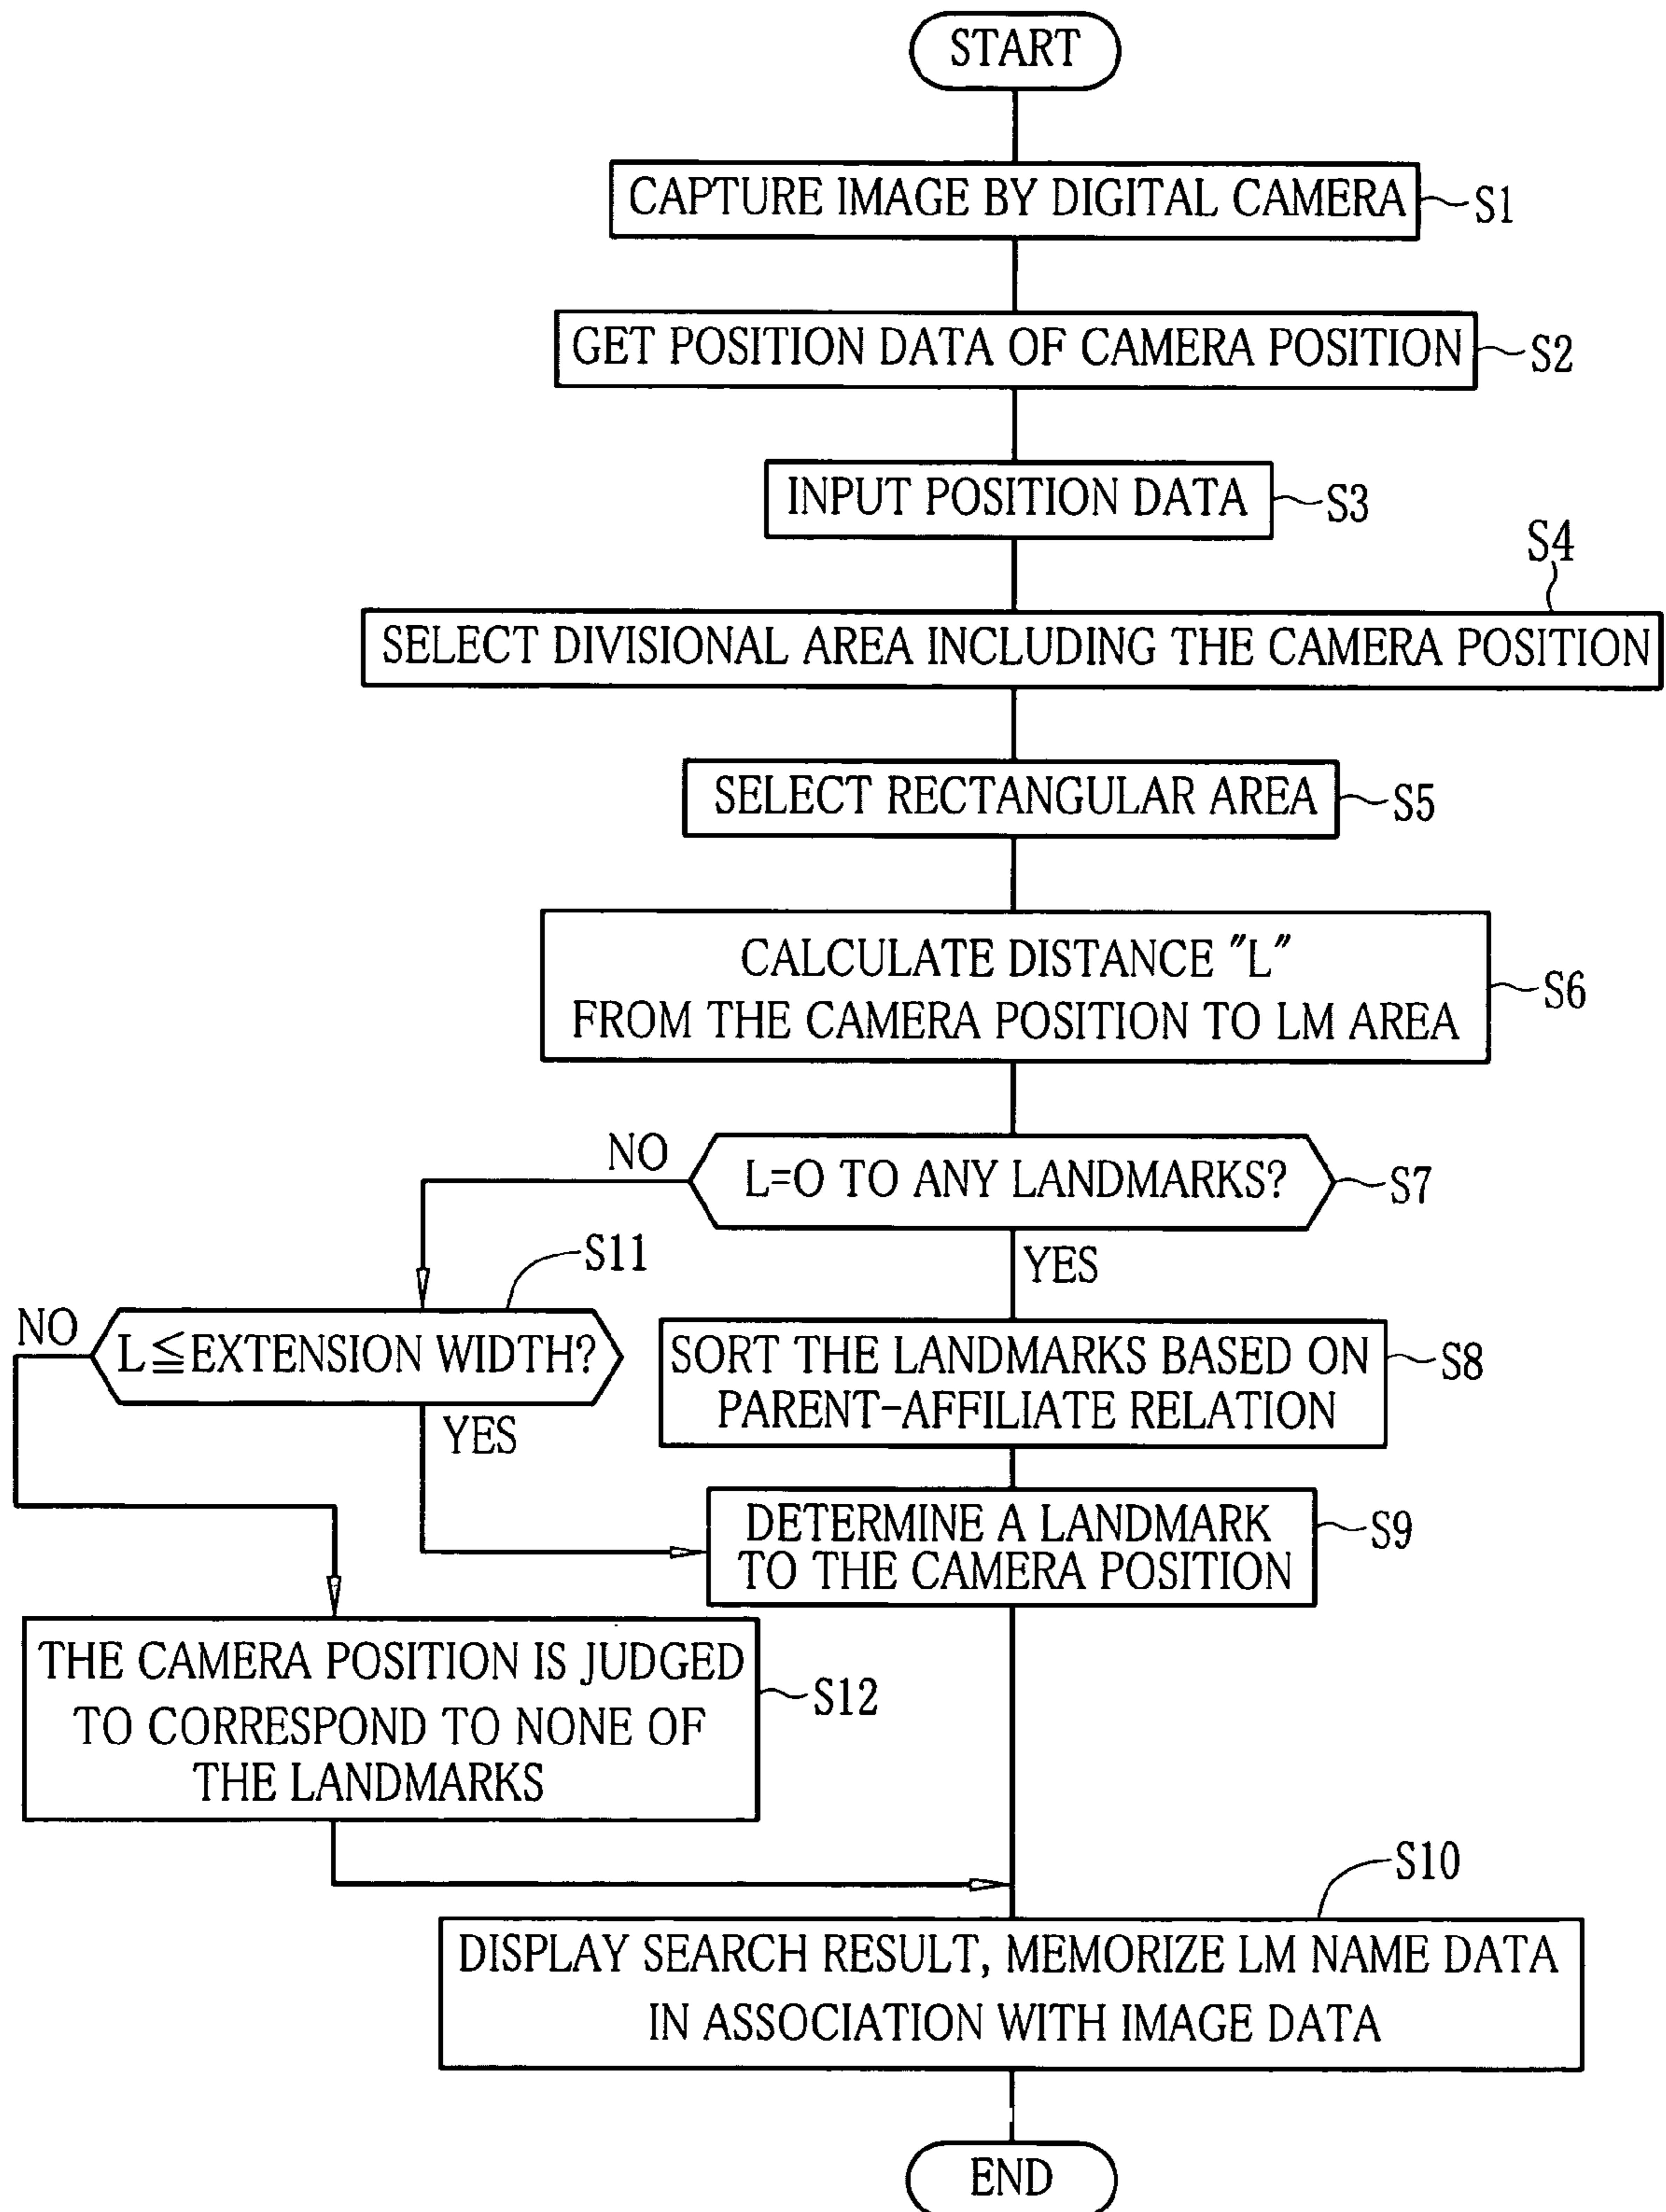 START
CAPTURE IMAGE BY DIGITAL CAMERA
S1
GET POSITION DATA OF CAMERA POSITION
S2
INPUT POSITION DATA
S3
S4
SELECT DIVISIONAL AREA INCLUDING THE CAMERA POSITION
SELECT RECTANGULAR AREA
S5
CALCULATE DISTANCE "L"
FROM THE CAMERA POSITION TO LM AREA
S6
NO
L=0 TO ANY LANDMARKS?
S7
YES
S11
NO
L≦EXTENSION WIDTH?
YES
SORT THE LANDMARKS BASED ON
PARENT-AFFILIATE RELATION
S8
DETERMINE A LANDMARK
TO THE CAMERA POSITION
S9
THE CAMERA POSITION IS JUDGED
TO CORRESPOND TO NONE OF
THE LANDMARKS
S12
S10
DISPLAY SEARCH RESULT, MEMORIZE LM NAME DATA
IN ASSOCIATION WITH IMAGE DATA
END